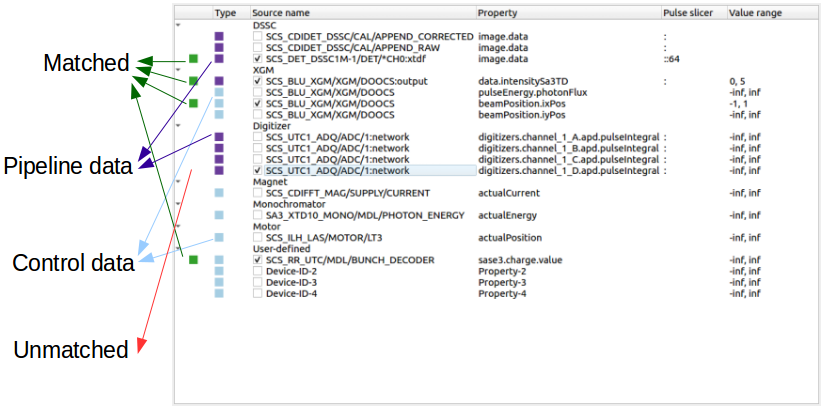 Type Source name Property Pulse slicer Value range
DSSC
SCS_CDIDET_DSSC/CAL/APPEND_CORRECTED image.data :
SCS_CDIDET_DSSC/CAL/APPEND_RAW image.data :
SCS_DET_DSSC1M-1/DET/*CH0:xtdf image.data ::64
XGM
SCS_BLU_XGM/XGM/DOOCS:output data.intensitySa3TD : 0, 5
SCS_BLU_XGM/XGM/DOOCS pulseEnergy.photonFlux -inf, inf
SCS_BLU_XGM/XGM/DOOCS beamPosition.ixPos -1, 1
SCS_BLU_XGM/XGM/DOOCS beamPosition.iyPos -inf, inf
Digitizer
SCS_UTC1_ADQ/ADC/1:network digitizers.channel_1_A.apd.pulseIntegral : -inf, inf
SCS_UTC1_ADQ/ADC/1:network digitizers.channel_1_B.apd.pulseIntegral : -inf, inf
SCS_UTC1_ADQ/ADC/1:network digitizers.channel_1_C.apd.pulseIntegral : -inf, inf
SCS_UTC1_ADQ/ADC/1:network digitizers.channel_1_D.apd.pulseIntegral : -inf, inf
Magnet
SCS_CDIFFT_MAG/SUPPLY/CURRENT actualCurrent -inf, inf
Monochromator
SA3_XTD10_MONO/MDL/PHOTON_ENERGY actualEnergy -inf, inf
Motor
SCS_ILH_LAS/MOTOR/LT3 actualPosition -inf, inf
User-defined
SCS_RR_UTC/MDL/BUNCH_DECODER sase3.charge.value -inf, inf
Device-ID-2 Property-2 -inf, inf
Device-ID-3 Property-3 -inf, inf
Device-ID-4 Property-4 -inf, inf
Matched
Pipeline data
Control data
Unmatched